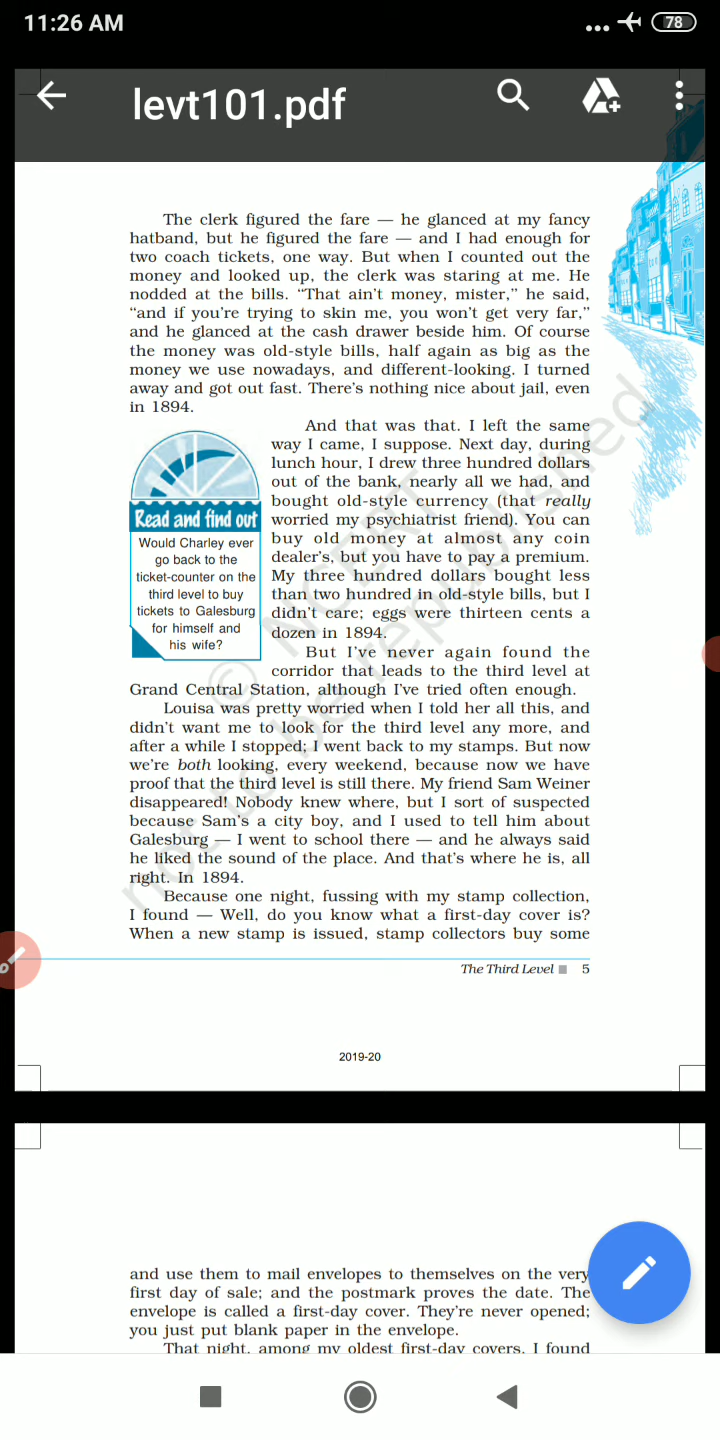 11:26 AM
78
levt101.pdf
The clerk figured the fare — he glanced at my fancy
hatband, but he figured the fare — and I had enough for
two coach tickets, one way. But when I counted out the
money and looked up, the clerk was staring at me. He
nodded at the bills. “That ain’t money, mister,” he said,
“and if you’re trying to skin me, you won’t get very far,”
and he glanced at the cash drawer beside him. Of course
the money was old-style bills, half again as big as the
money we use nowadays, and different-looking. I turned
away and got out fast. There’s nothing nice about jail, even
in 1894.
And that was that. I left the same
way I came, I suppose. Next day, during
lunch hour, I drew three hundred dollars
out of the bank, nearly all we had, and
bought old-style currency (that really
worried my psychiatrist friend). You can
buy old money at almost any coin
dealer’s, but you have to pay a premium.
My three hundred dollars bought less
than two hundred in old-style bills, but I
didn’t care; eggs were thirteen cents a
dozen in 1894.
Read and find out
Would Charley ever
go back to the
ticket-counter on the
third level to buy
tickets to Galesburg
for himself and
his wife?
But I’ve never again found the
corridor that leads to the third level at
Grand Central Station, although I’ve tried often enough.
Louisa was pretty worried when I told her all this, and
didn’t want me to look for the third level any more, and
after a while I stopped; I went back to my stamps. But now
we’re both looking, every weekend, because now we have
proof that the third level is still there. My friend Sam Weiner
disappeared! Nobody knew where, but I sort of suspected
because Sam’s a city boy, and I used to tell him about
Galesburg — I went to school there — and he always said
he liked the sound of the place. And that’s where he is, all
right. In 1894.
Because one night, fussing with my stamp collection,
I found — Well, do you know what a first-day cover is?
When a new stamp is issued, stamp collectors buy some
© NCERT
not to be republished
The Third Level 5
2019-20
and use them to mail envelopes to themselves on the very
first day of sale; and the postmark proves the date. The
envelope is called a first-day cover. They’re never opened;
you just put blank paper in the envelope.
That night, among my oldest first-day covers, I found